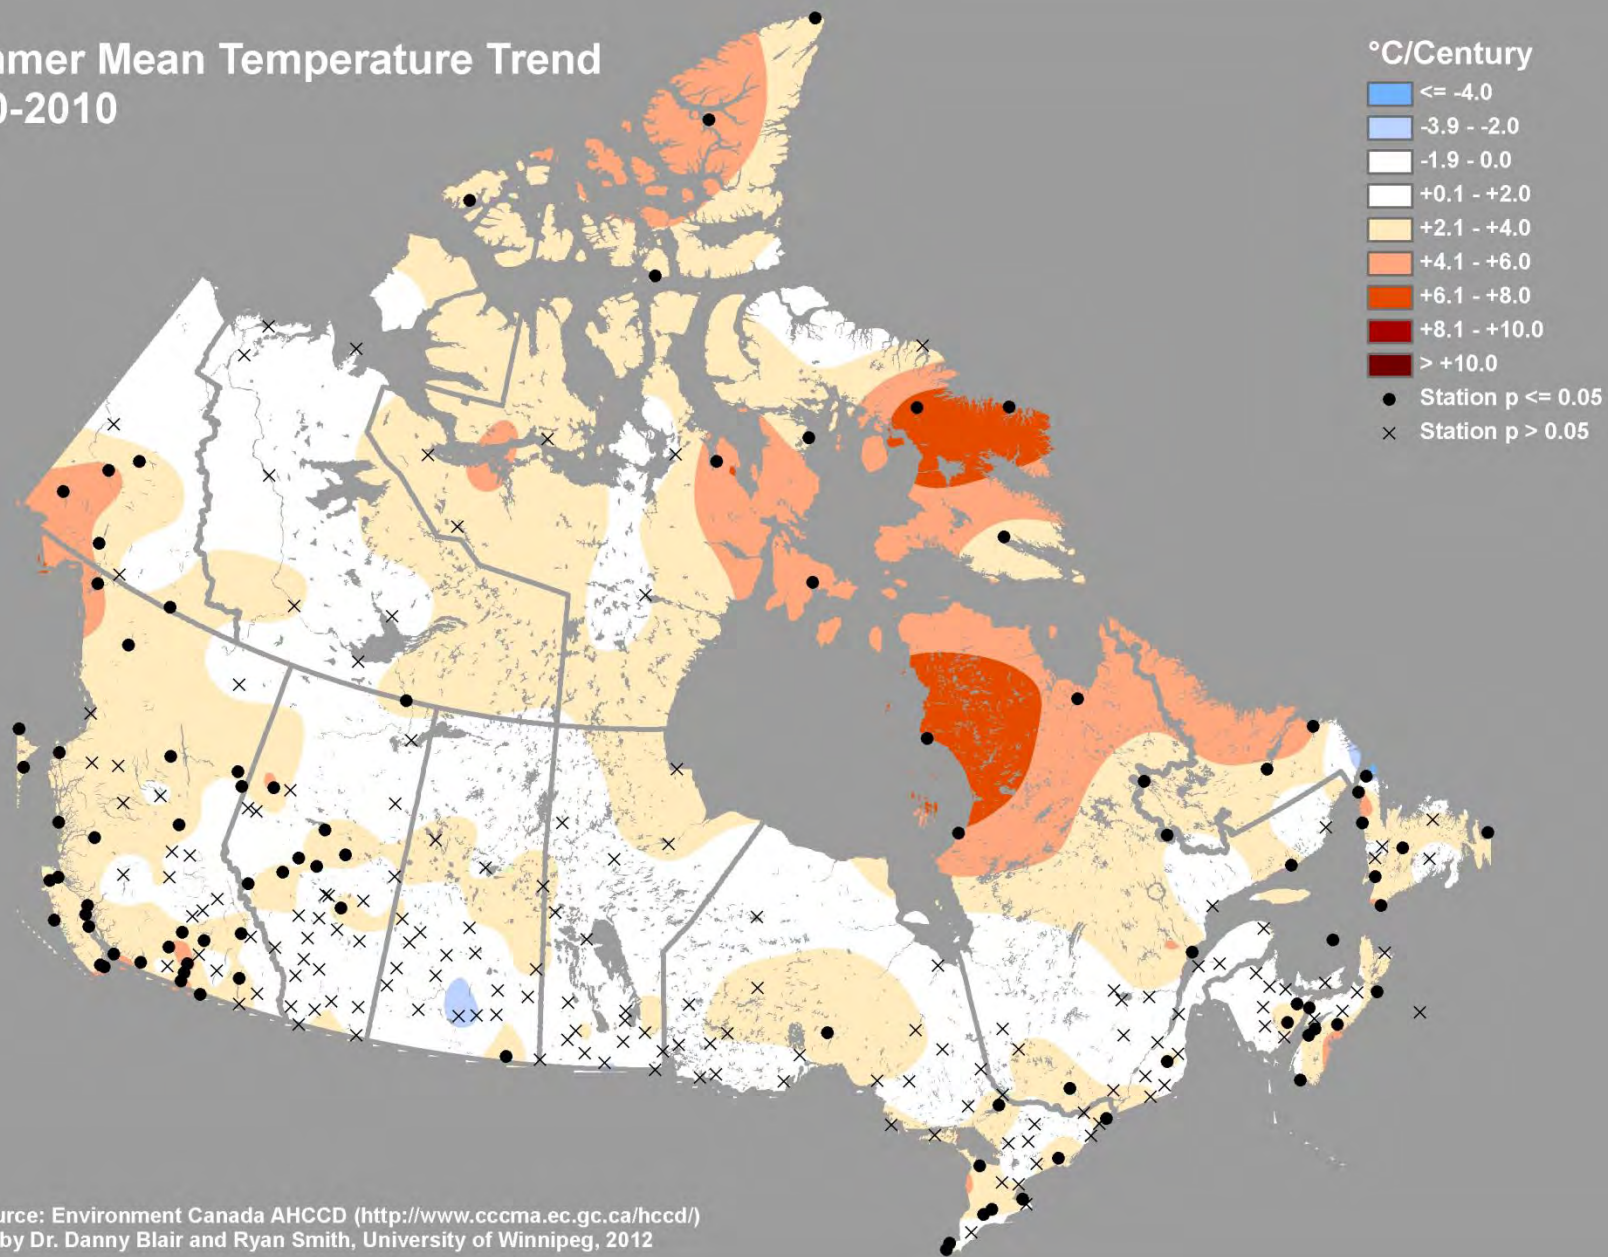 Mean Temperature Trend
-2010
°C/Century
<= -4.0
-3.9 - -2.0
-1.9 - 0.0
+0.1 - +2.0
+2.1 - +4.0
+4.1 - +6.0
+6.1 - +8.0
+8.1 - +10.0
> +10.0
Station p <= 0.05
Station p > 0.05
Environment Canada AHCCD (http://www.cccma.ec.gc.ca/hccd/)
by Dr. Danny Blair and Ryan Smith, University of Winnipeg, 2012